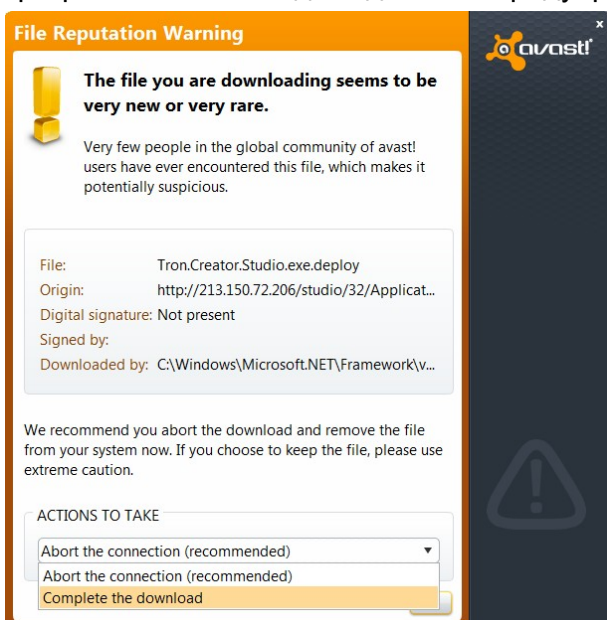 File Reputation Warning
x
avast!
The file you are downloading seems to be
very new or very rare.
Very few people in the global community of avast!
users have ever encountered this file, which makes it
potentially suspicious.
File: Tron.Creator.Studio.exe.deploy
Origin: http://213.150.72.206/studio/32/Applicat...
Digital signature: Not present
Signed by:
Downloaded by: C:\Windows\Microsoft.NET\Framework\v...
We recommend you abort the download and remove the file
from your system now. If you choose to keep the file, please use
extreme caution.
ACTIONS TO TAKE
Abort the connection (recommended)
Abort the connection (recommended)
Complete the download